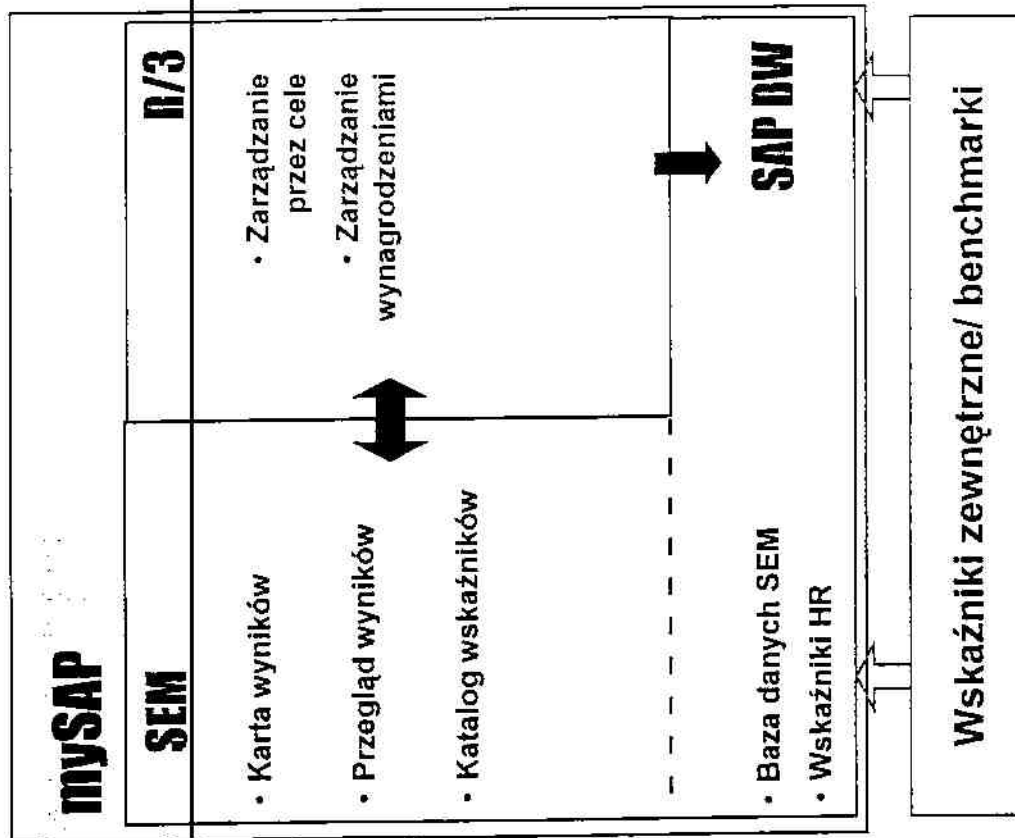 mySAP
SEM
R/3
• Karta wyników
• Przegląd wyników
• Katalog wskaźników
• Zarządzanie
przez cele
• Zarządzanie
wynagrodzeniami
• Baza danych SEM
• Wskaźniki HR
SAP BW
Wskaźniki zewnętrzne/ benchmarki